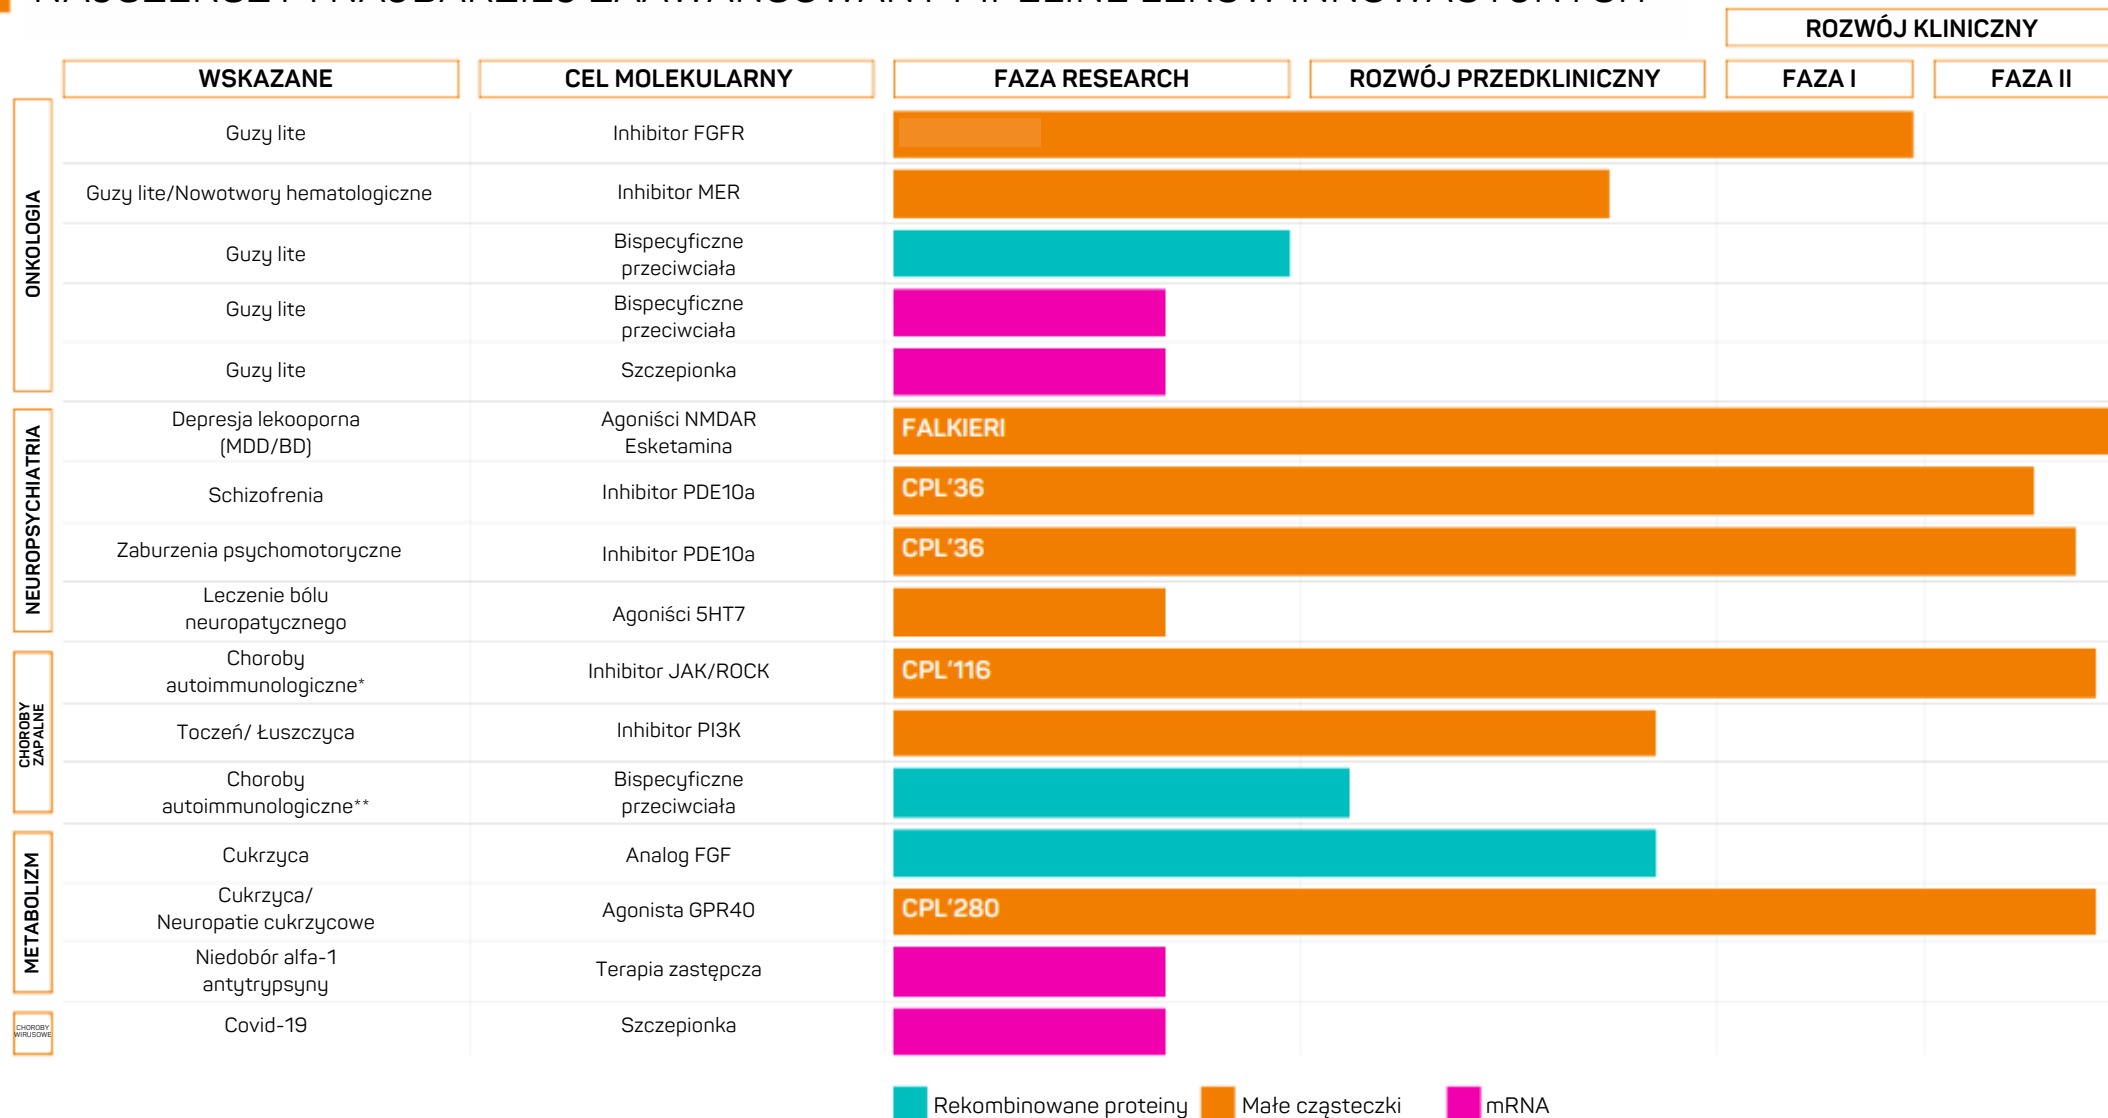 ROZWÓJ KLINICZNY
WSKAZANE CEL MOLEKULARNY FAZA RESEARCH ROZWÓJ PRZEDKLINICZNY FAZA I FAZA II
ONKOLOGIA
Guzy lite Inhibitor FGFR
Guzy lite/Nowotwory hematologiczne Inhibitor MER
Guzy lite Bispecyficzne
przeciwciała
Guzy lite Bispecyficzne
przeciwciała
Guzy lite Szczepionka
NEUROPSYCHIATRIA
Depresja lekooporna Agoniści NMDAR FALKIERI
(MDD/BD) Esketamina
Schizofrenia Inhibitor PDE10a CPL'36
Zaburzenia psychomotoryczne Inhibitor PDE10a CPL'36
Leczenie bólu
neuropatycznego Agoniści 5HT7
CHOROBY
ZAPALNE
Choroby
autoimmunologiczne* Inhibitor JAK/ROCK CPL'116
Toczeń/ Łuszczyca Inhibitor PI3K
Choroby Bispecyficzne
autoimmunologiczne** przeciwciała
METABOLIZM
Cukrzyca Analog FGF
Cukrzyca/
Neuropatie cukrzycowe Agonista GPR40 CPL'280
Niedobór alfa-1
antytrypsyny Terapia zastępcza
CHOROBY
WIRUSOWE
Covid-19 Szczepionka
Rekombinowane proteiny Małe cząsteczki mRNA